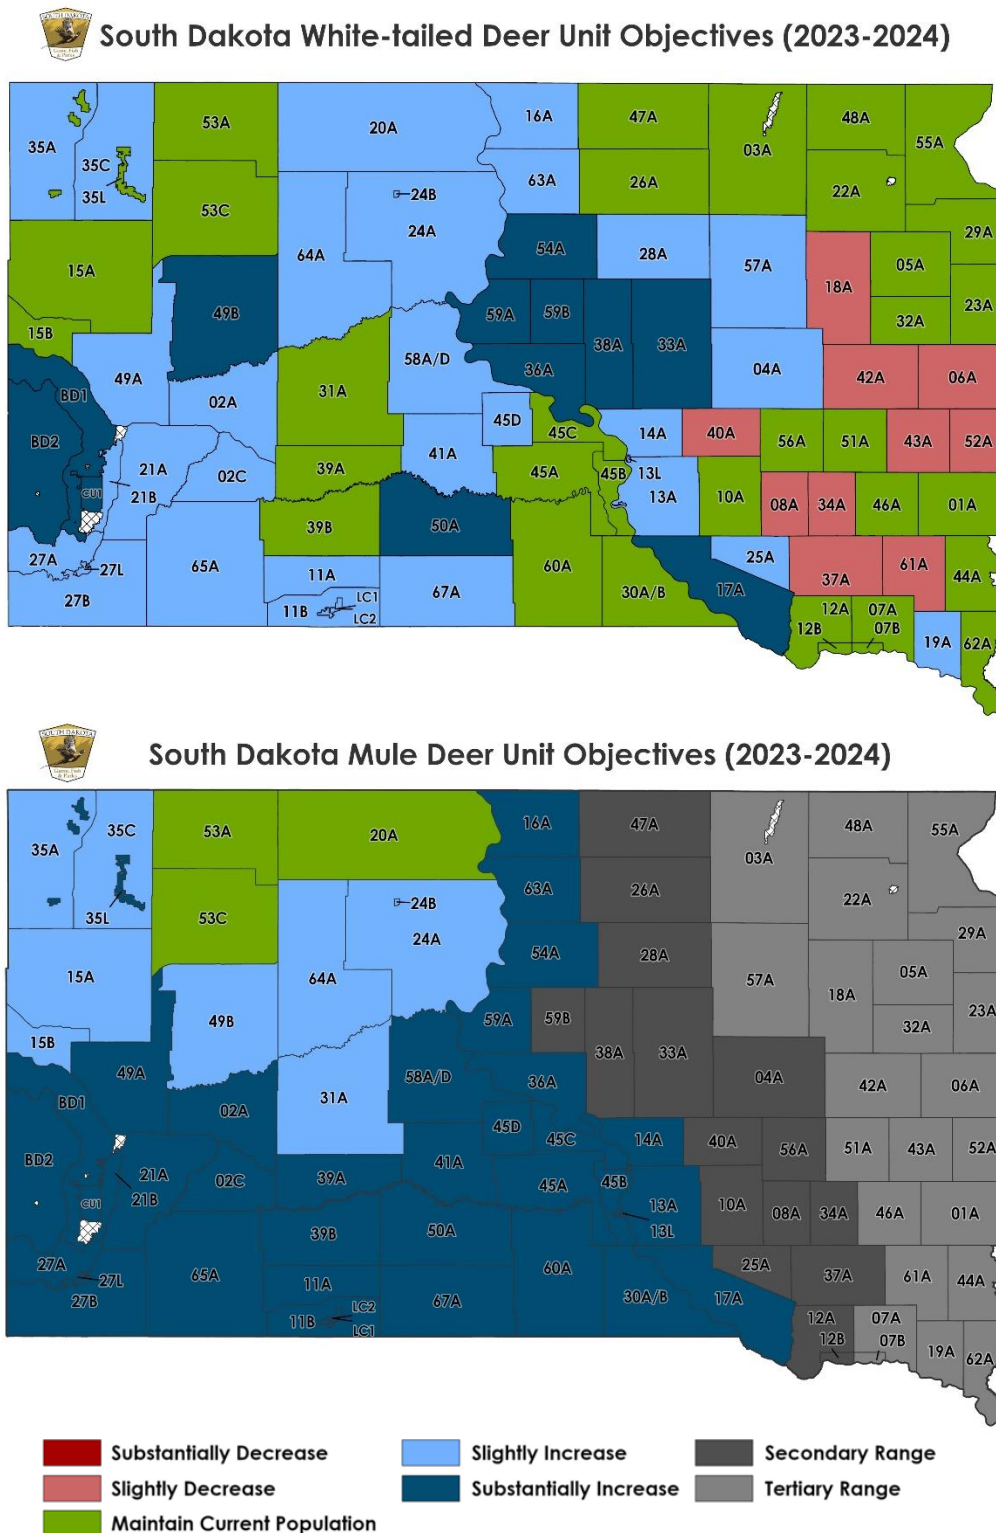 South Dakota White-tailed Deer Unit Objectives (2023-2024)
35A 35C 35L 53A 20A 16A 47A 03A 48A 55A
53C 24B 24A 63A 26A 22A 29A
15A 64A 54A 28A 57A 18A 05A 23A
15B 49B 59A 59B 38A 33A 32A
BD1 49A 58A/D 36A 04A 42A 06A
BD2 02A 31A 45D 45C 14A 40A 56A 51A 43A 52A
21A 21B 02C 39A 41A 45A 45B 13L 13A 10A 08A 34A 46A 01A
CU1 39B 50A
27A 27L 27B 65A 11A 11B LC1 LC2 67A 60A 30A/B 17A 25A 37A 61A 44A
12A 12B 07A 07B 19A 62A
SOUTH DAKOTA
South Dakota Mule Deer Unit Objectives (2023-2024)
35A 35C 35L 53A 20A 16A 47A 03A 48A 55A
53C 24B 24A 63A 26A 22A 29A
15A 64A 54A 28A 57A 18A 05A 23A
15B 49B 59A 59B 38A 33A 32A
BD1 49A 58A/D 36A 04A 42A 06A
BD2 02A 31A 45D 45C 14A 40A 56A 51A 43A 52A
21A 21B 02C 39A 41A 45A 45B 13A 13L 10A 08A 34A 46A 01A
CU1 39B 50A
27A 27L 27B 65A 11A 11B LC2 LC1 67A 60A 30A/B 17A 25A 37A 61A 44A
12A 12B 07A 07B 19A 62A
Substantially Decrease
Slightly Increase
Secondary Range
Slightly Decrease
Substantially Increase
Tertiary Range
Maintain Current Population